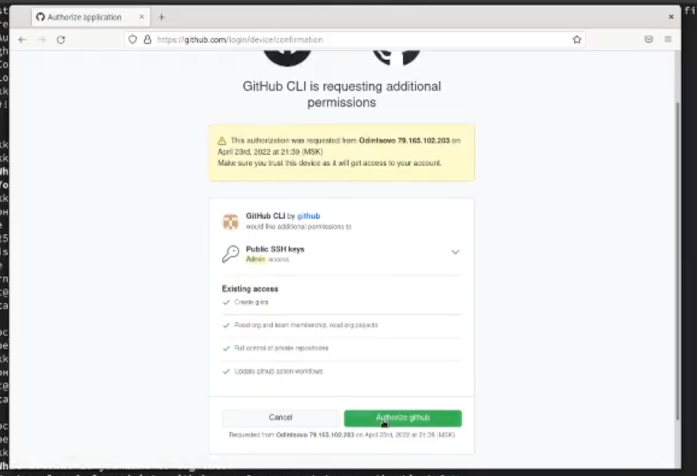 Authorize application
https://github.com/login/device/confirmation
GitHub CLI is requesting additional
permissions
This authorization was requested from Odintsovo 79.165.102.203 on
April 23rd, 2022 at 21:39 (MSK)
Make sure you trust this device as it will get access to your account.
GitHub CLI by github
would like additional permissions to
Public SSH keys
Admin access
Existing access
Create gists
Read org and team membership, read org projects
Full control of private repositories
Update github action workflows
Cancel
Authorize github
Requested from Odintsovo 79.165.102.203 on April 23rd, 2022 at 21:39 (MSK)